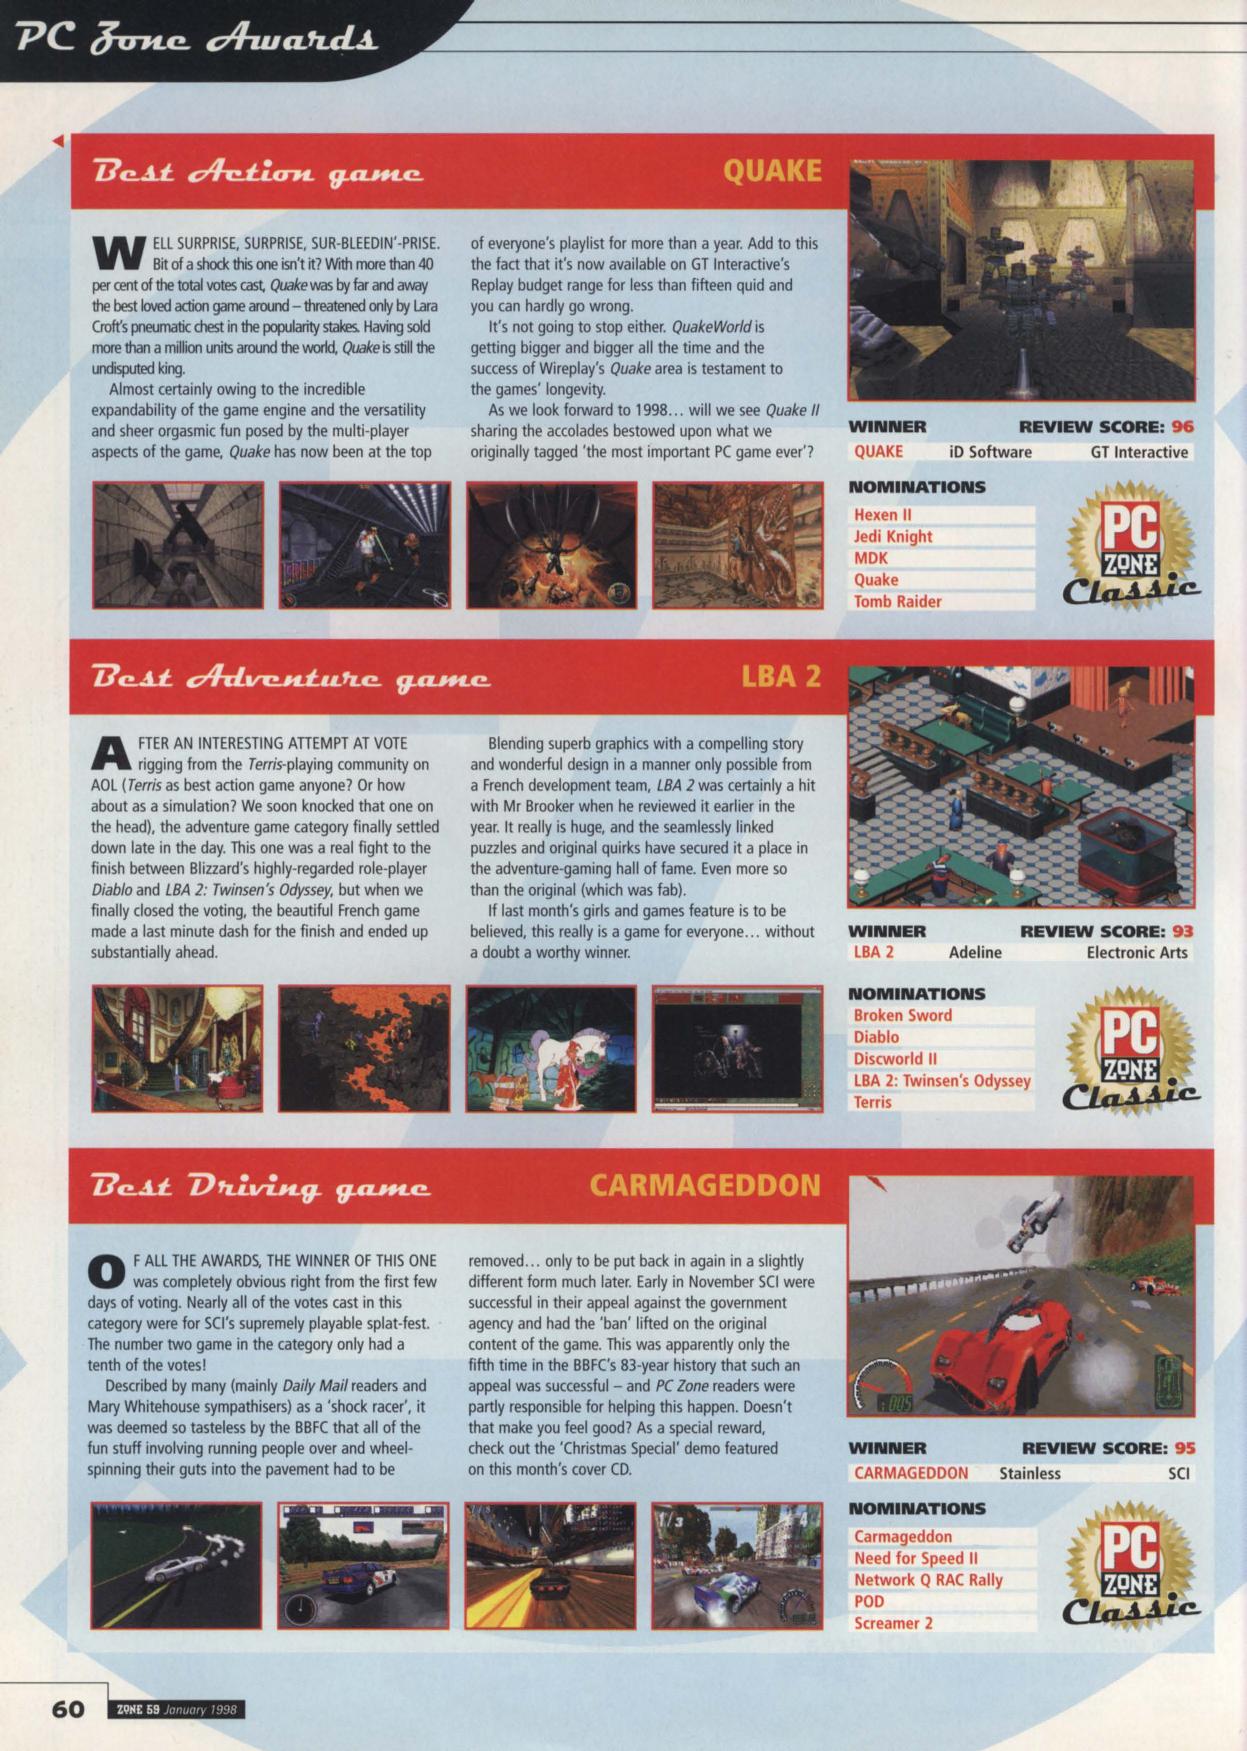 PC Zone Awards
Best Action game
QUAKE
WELL SURPRISE, SURPRISE, SUR-BLEEDIN'-PRISE.
Bit of a shock this one isn't it? With more than 40
per cent of the total votes cast, Quake was by far and away
the best loved action game around – threatened only by Lara
Croft's pneumatic chest in the popularity stakes. Having sold
more than a million units around the world, Quake is still the
undisputed king.
Almost certainly owing to the incredible
expandability of the game engine and the versatility
and sheer orgasmic fun posed by the multi-player
aspects of the game, Quake has now been at the top
of everyone's playlist for more than a year. Add to this
the fact that it's now available on GT Interactive's
Replay budget range for less than fifteen quid and
you can hardly go wrong.
It's not going to stop either. QuakeWorld is
getting bigger and bigger all the time and the
success of Wireplay's Quake area is testament to
the games' longevity.
As we look forward to 1998... will we see Quake II
sharing the accolades bestowed upon what we
originally tagged 'the most important PC game ever'?
WINNER REVIEW SCORE: 96
QUAKE iD Software GT Interactive
NOMINATIONS
Hexen II
Jedi Knight
MDK
Quake
Tomb Raider
PC
ZONE
Classic
Best Adventure game
LBA 2
AFTER AN INTERESTING ATTEMPT AT VOTE
rigging from the Terris-playing community on
AOL (Terris as best action game anyone? Or how
about as a simulation? We soon knocked that one on
the head), the adventure game category finally settled
down late in the day. This one was a real fight to the
finish between Blizzard's highly-regarded role-player
Diablo and LBA 2: Twinsen's Odyssey, but when we
finally closed the voting, the beautiful French game
made a last minute dash for the finish and ended up
substantially ahead.
Blending superb graphics with a compelling story
and wonderful design in a manner only possible from
a French development team, LBA 2 was certainly a hit
with Mr Brooker when he reviewed it earlier in the
year. It really is huge, and the seamlessly linked
puzzles and original quirks have secured it a place in
the adventure-gaming hall of fame. Even more so
than the original (which was fab).
If last month's girls and games feature is to be
believed, this really is a game for everyone... without
a doubt a worthy winner.
WINNER REVIEW SCORE: 93
LBA 2 Adeline Electronic Arts
NOMINATIONS
Broken Sword
Diablo
Discworld II
LBA 2: Twinsen's Odyssey
Terris
PC
ZONE
Classic
Best Driving game
CARMAGEDDON
OF ALL THE AWARDS, THE WINNER OF THIS ONE
was completely obvious right from the first few
days of voting. Nearly all of the votes cast in this
category were for SCI's supremely playable splat-fest.
The number two game in the category only had a
tenth of the votes!
Described by many (mainly Daily Mail readers and
Mary Whitehouse sympathisers) as a 'shock racer', it
was deemed so tasteless by the BBFC that all of the
fun stuff involving running people over and wheel-
spinning their guts into the pavement had to be
removed... only to be put back in again in a slightly
different form much later. Early in November SCI were
successful in their appeal against the government
agency and had the 'ban' lifted on the original
content of the game. This was apparently only the
fifth time in the BBFC's 83-year history that such an
appeal was successful – and PC Zone readers were
partly responsible for helping this happen. Doesn't
that make you feel good? As a special reward,
check out the 'Christmas Special' demo featured
on this month's cover CD.
WINNER REVIEW SCORE: 95
CARMAGEDDON Stainless SCI
NOMINATIONS
Carmageddon
Need for Speed II
Network Q RAC Rally
POD
Screamer 2
PC
ZONE
Classic
60 ZONE 59 January 1998